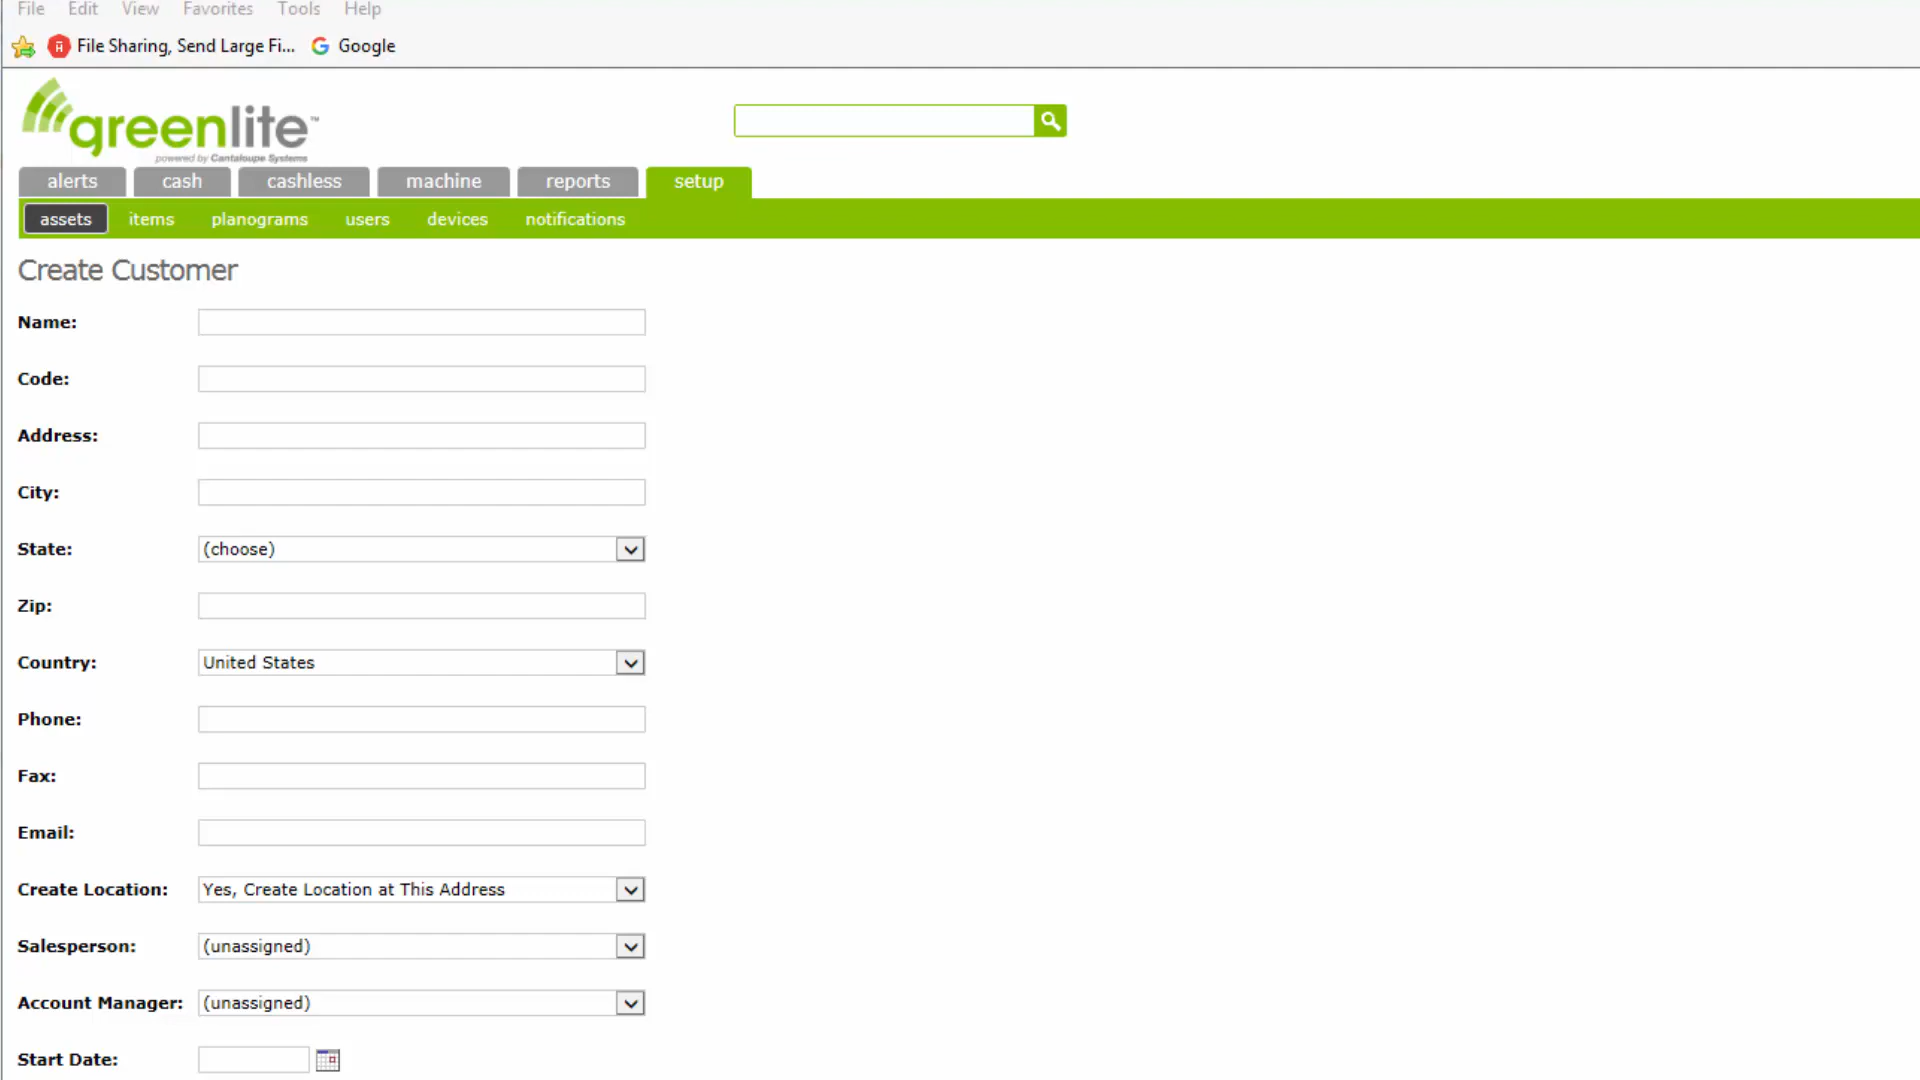 File Edit View Favorites Tools Help
File Sharing, Send Large Fi... Google
greenlite™
powered by Cantaloupe Systems
alerts cash cashless machine reports setup
assets items planograms users devices notifications
Create Customer
Name:
Code:
Address:
City:
State: (choose)
Zip:
Country: United States
Phone:
Fax:
Email:
Create Location: Yes, Create Location at This Address
Salesperson: (unassigned)
Account Manager: (unassigned)
Start Date: